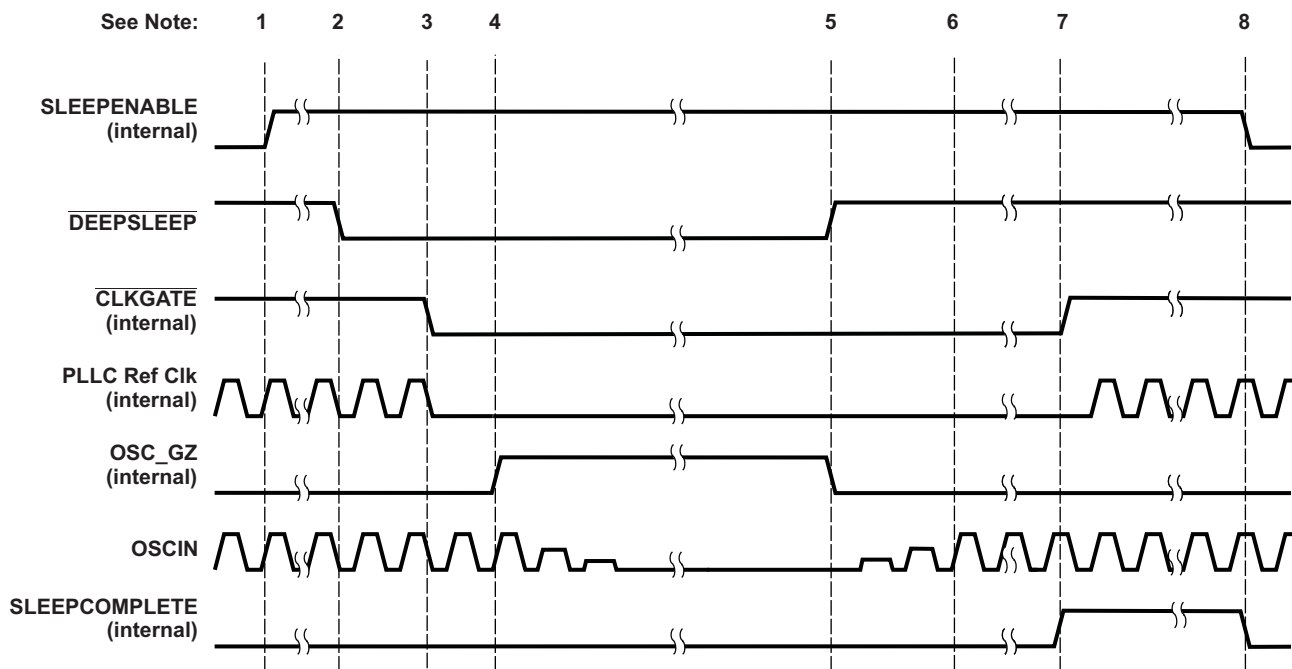 See Note: 1 2 3 4 5 6 7 8
SLEEPENABLE
(internal)
DEEPSLEEP
CLKGATE
(internal)
PLLC Ref Clk
(internal)
OSC_GZ
(internal)
OSCIN
SLEEPCOMPLETE
(internal)